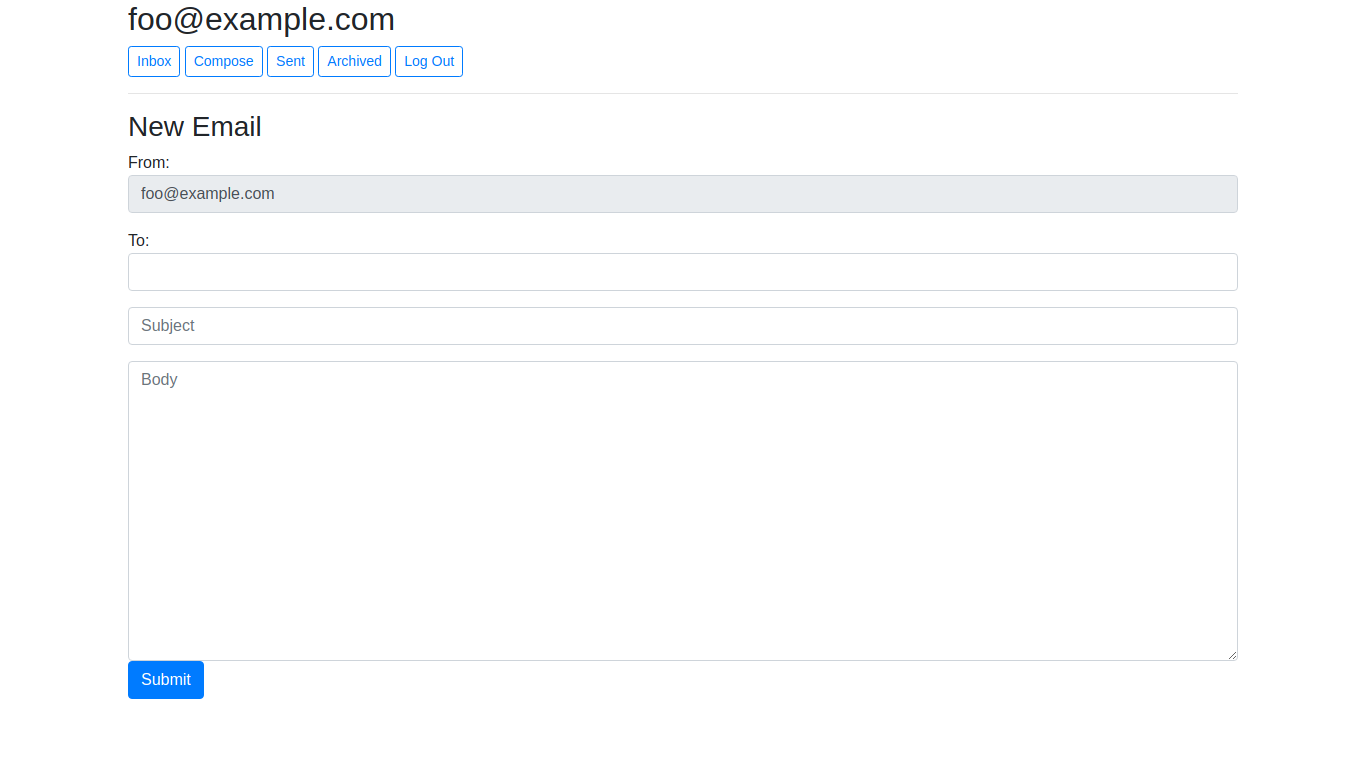 foo@example.com
Inbox Compose Sent Archived Log Out
New Email
From:
foo@example.com
To:
Subject
Body
Submit